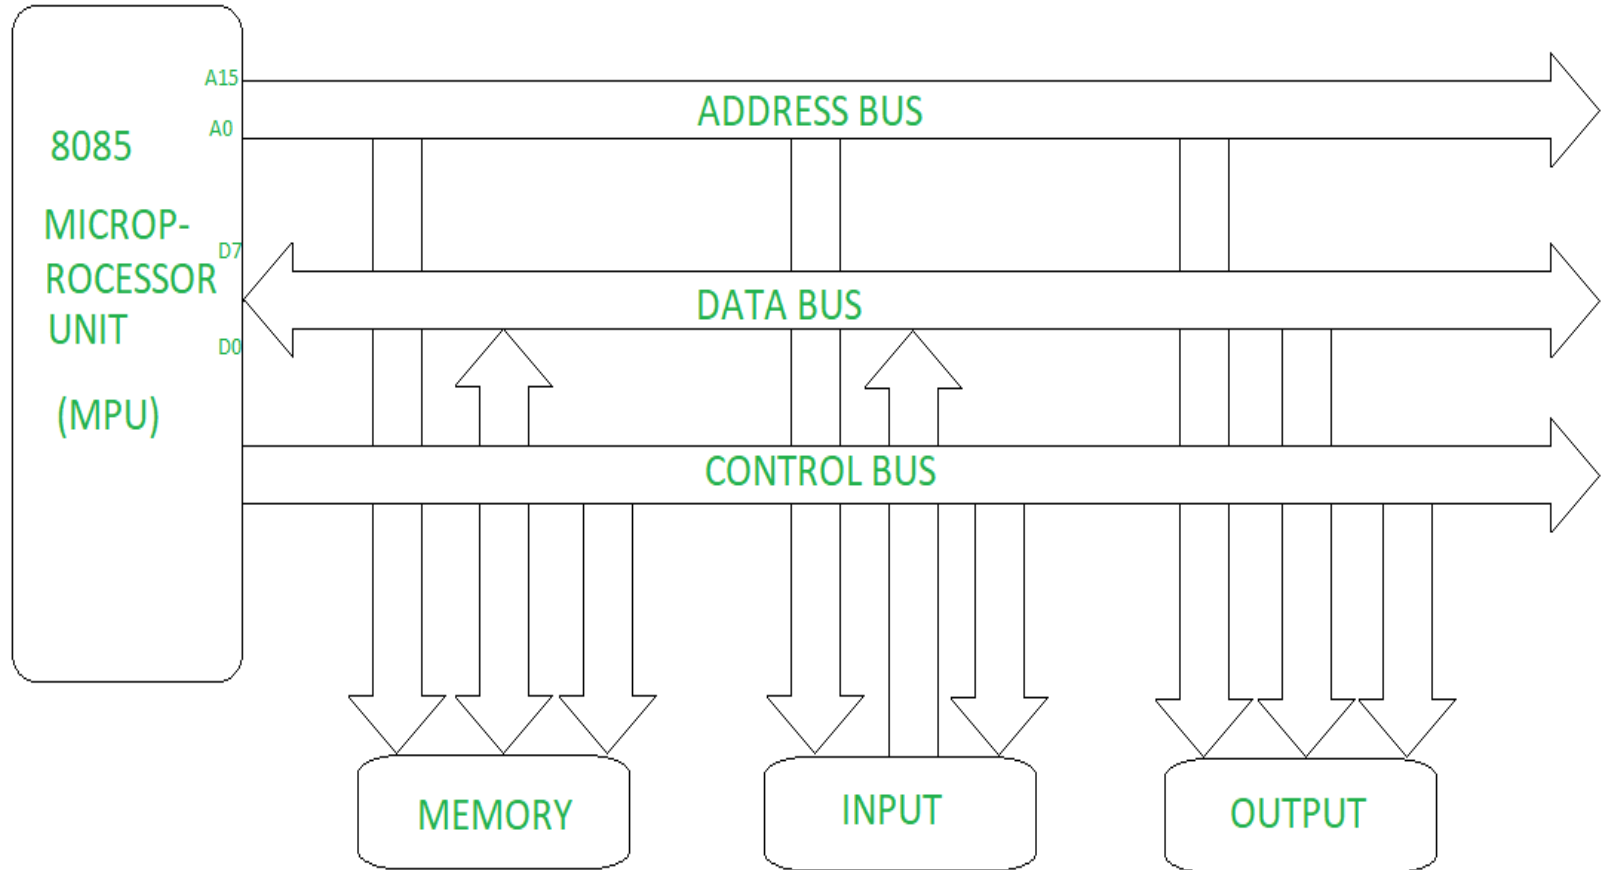 A15
A0
8085
MICROP-
D7
ROCESSOR
UNIT
D0
(MPU)
ADDRESS BUS
DATA BUS
CONTROL BUS
MEMORY
INPUT
OUTPUT